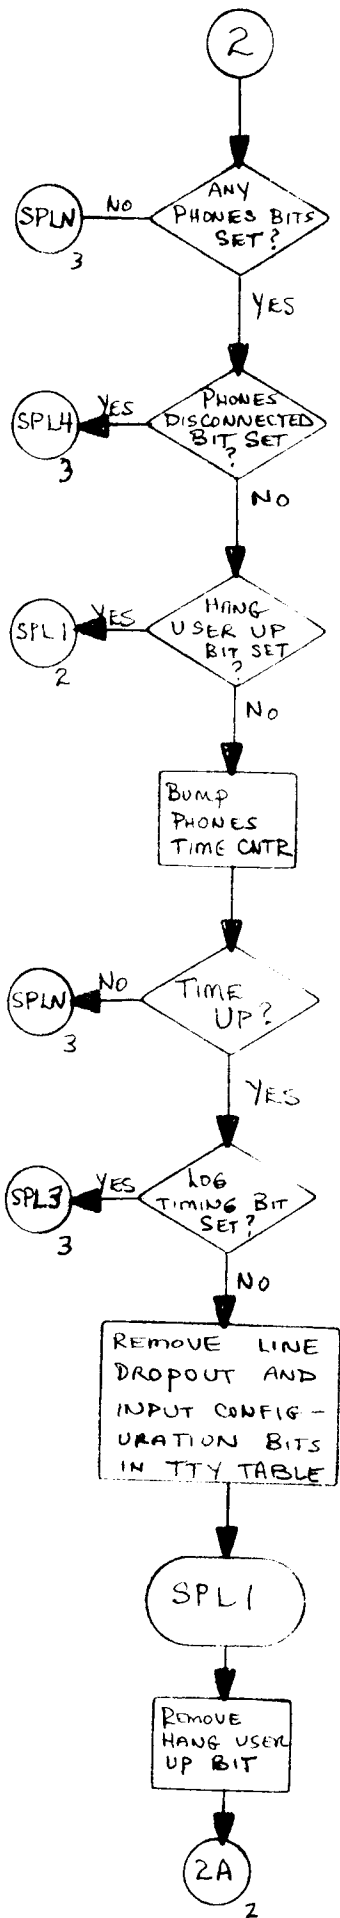 2
ANY
PHONES BITS
SET?
NO
SPLN
3
YES
PHONES
DISCONNECTED
BIT SET
?
YES
SPL4
3
NO
HANG
USER UP
BIT SET
?
YES
SPL1
2
NO
BUMP
PHONES
TIME CNTR
TIME
UP?
NO
SPLN
3
YES
LOG
TIMING BIT
SET?
YES
SPL3
3
NO
REMOVE LINE
DROPOUT AND
INPUT CONFIG-
URATION BITS
IN TTY TABLE
SPL1
REMOVE
HANG USER
UP BIT
2A
2